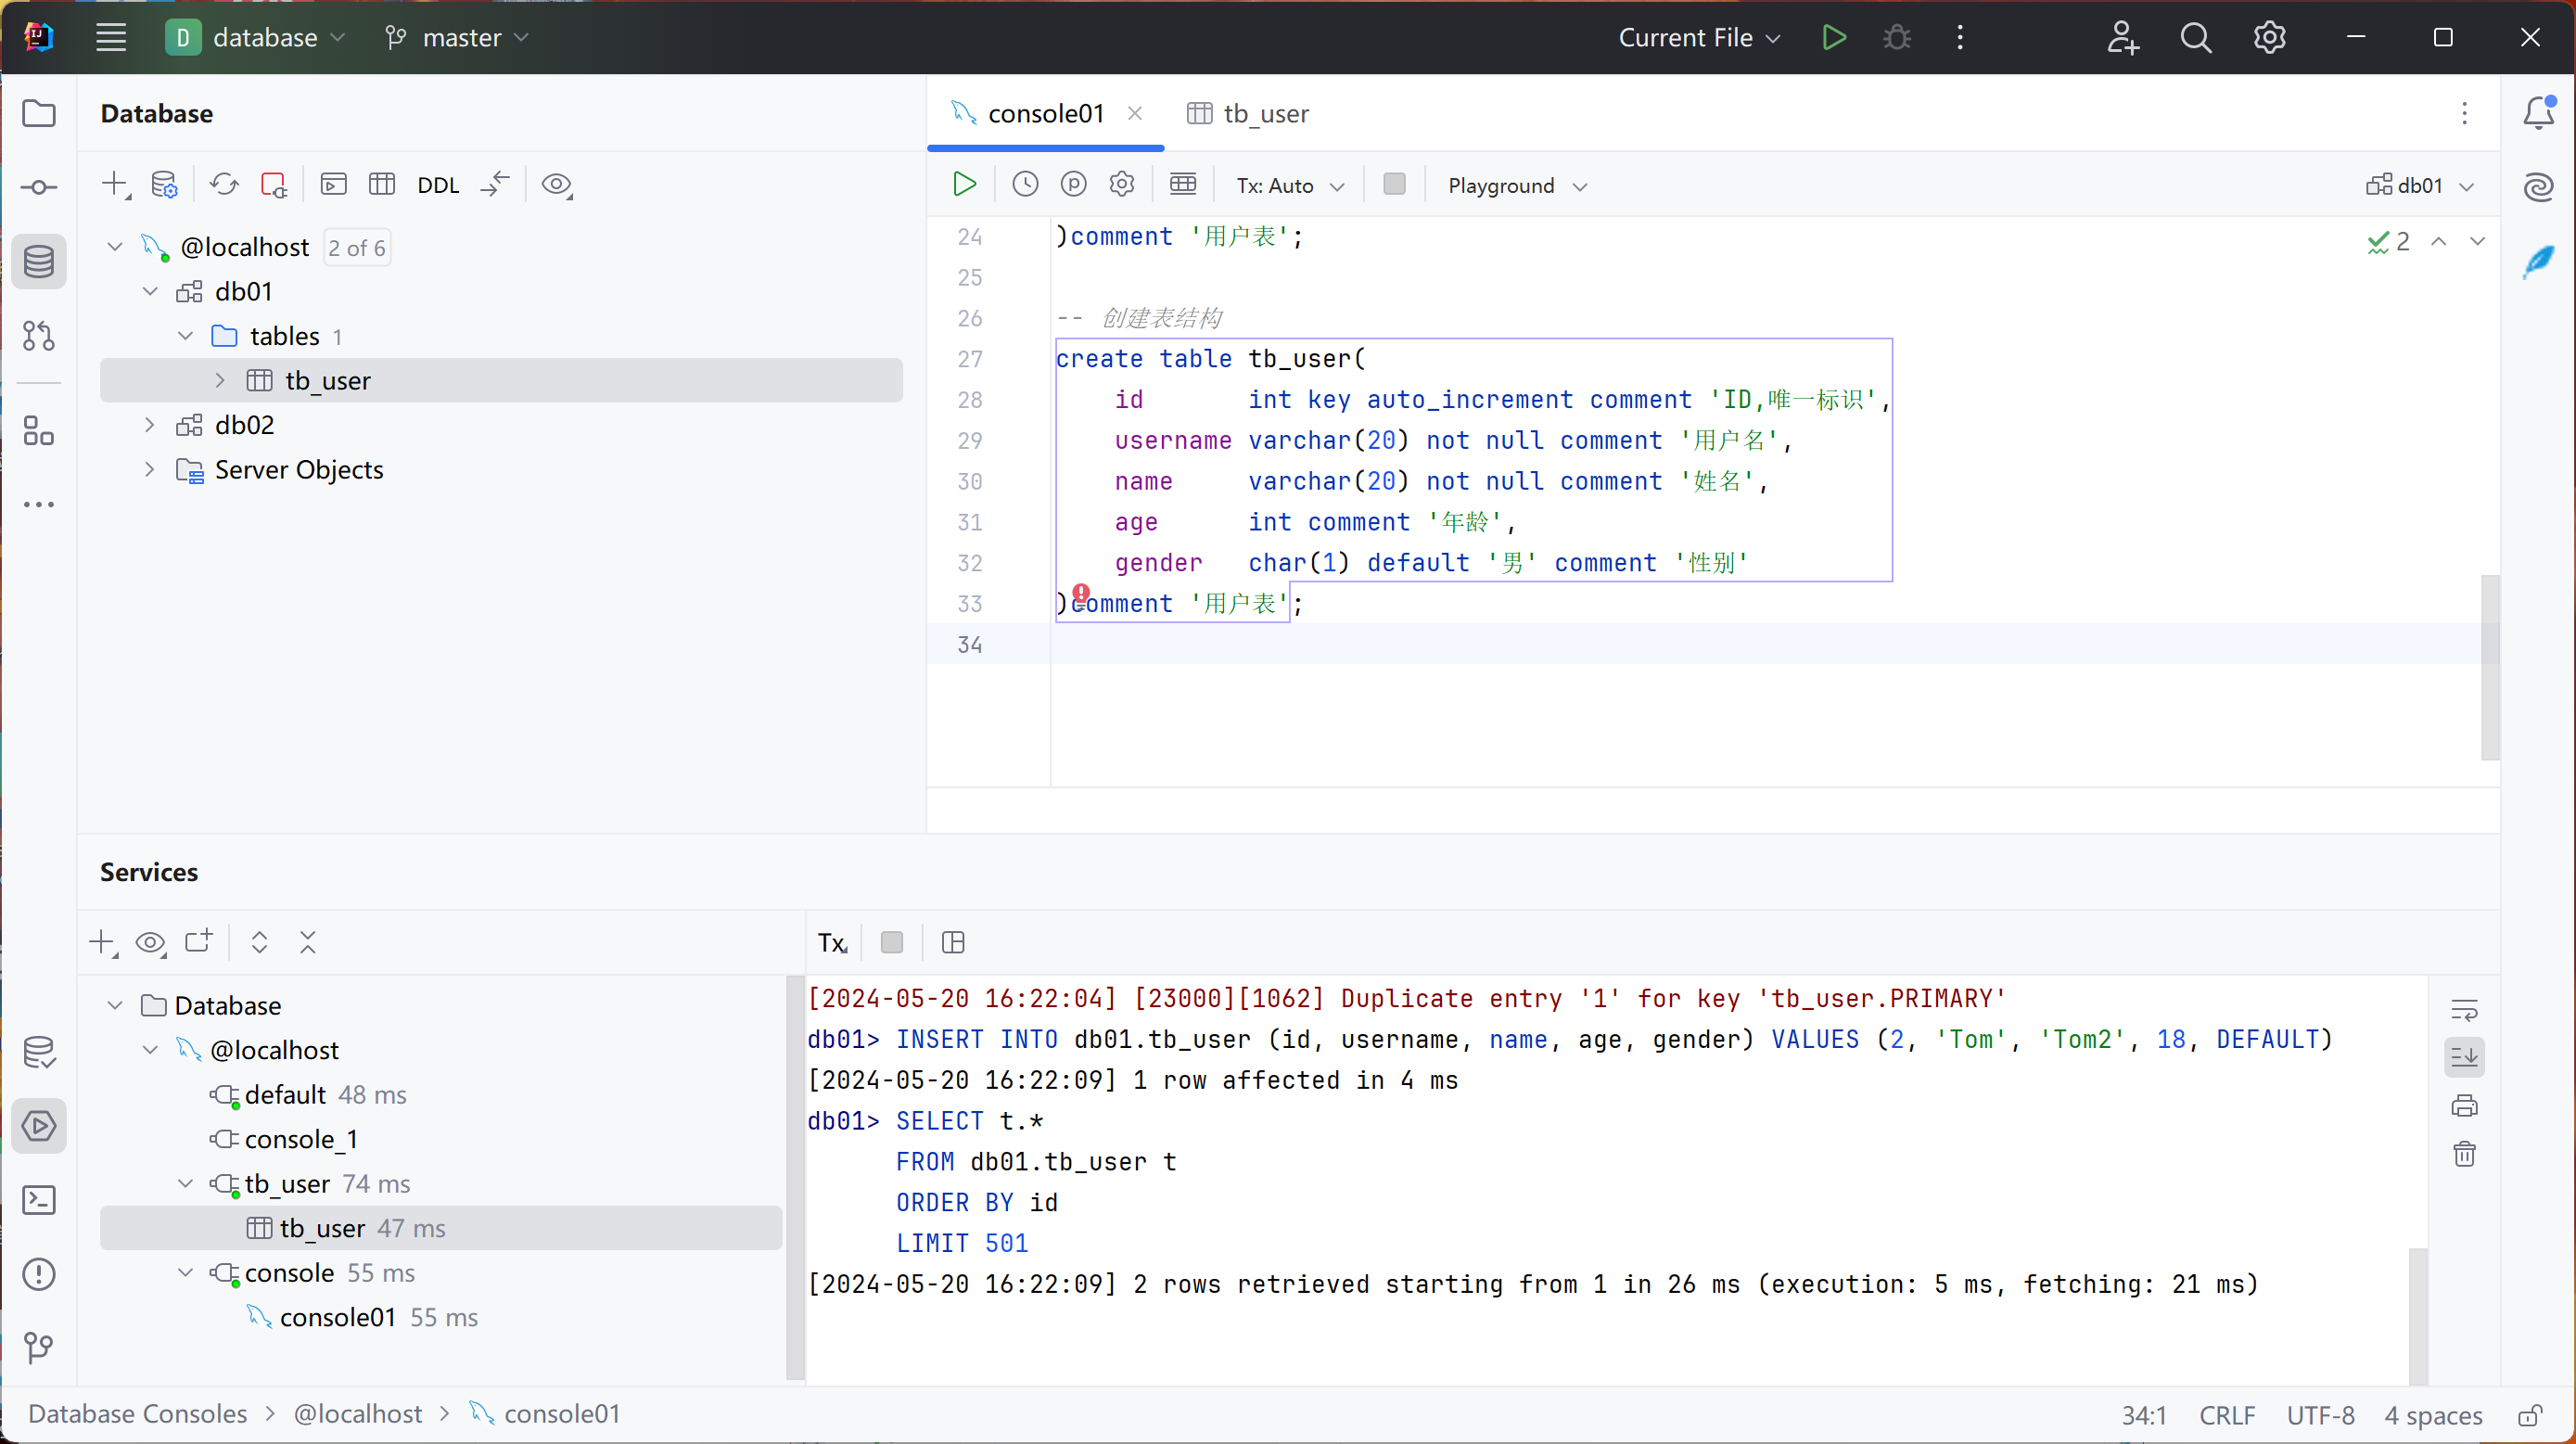 D database master Current File
Database
DDL
@localhost 2 of 6
db01
tables 1
tb_user
db02
Server Objects
console01 tb_user
Tx: Auto Playground db01
2
24 )comment '用户表';
25
26 -- 创建表结构
27 create table tb_user(
28 id int key auto_increment comment 'ID,唯一标识',
29 username varchar(20) not null comment '用户名',
30 name varchar(20) not null comment '姓名',
31 age int comment '年龄',
32 gender char(1) default '男' comment '性别'
33 )comment '用户表';
34
Services
Tx
Database
@localhost
default 48 ms
console_1
tb_user 74 ms
tb_user 47 ms
console 55 ms
console01 55 ms
[2024-05-20 16:22:04] [23000][1062] Duplicate entry '1' for key 'tb_user.PRIMARY'
db01> INSERT INTO db01.tb_user (id, username, name, age, gender) VALUES (2, 'Tom', 'Tom2', 18, DEFAULT)
[2024-05-20 16:22:09] 1 row affected in 4 ms
db01> SELECT t.*
FROM db01.tb_user t
ORDER BY id
LIMIT 501
[2024-05-20 16:22:09] 2 rows retrieved starting from 1 in 26 ms (execution: 5 ms, fetching: 21 ms)
Database Consoles > @localhost > console01
34:1 CRLF UTF-8 4 spaces